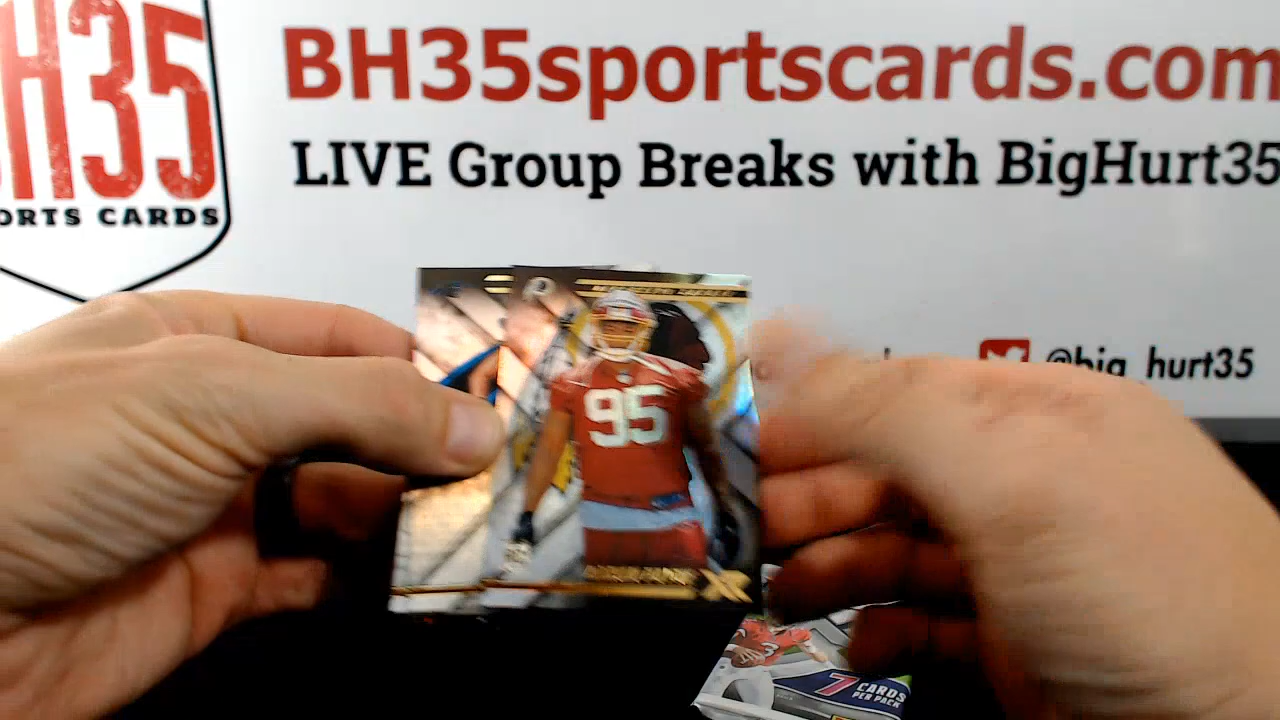 BH35sportscards.com
H35
LIVE Group Breaks with BigHurt35
ORTS CARDS
@big_hurt35
95
7 CARDS
PER PACK